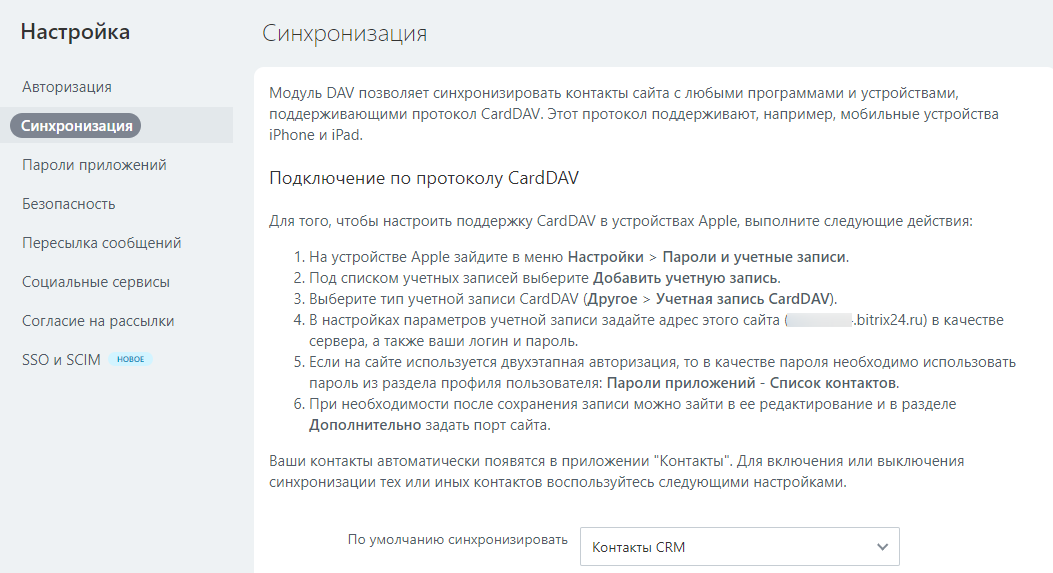 Настройка
Авторизация
Синхронизация
Пароли приложений
Безопасность
Пересылка сообщений
Социальные сервисы
Согласие на рассылки
SSO и SCIM НОВОЕ
Синхронизация
Модуль DAV позволяет синхронизировать контакты сайта с любыми программами и устройствами,
поддерживающими протокол CardDAV. Этот протокол поддерживают, например, мобильные устройства
iPhone и iPad.
Подключение по протоколу CardDAV
Для того, чтобы настроить поддержку CardDAV в устройствах Apple, выполните следующие действия:
1. На устройстве Apple зайдите в меню Настройки > Пароли и учетные записи.
2. Под списком учетных записей выберите Добавить учетную запись.
3. Выберите тип учетной записи CardDAV (Другое > Учетная запись CardDAV).
4. В настройках параметров учетной записи задайте адрес этого сайта (.bitrix24.ru) в качестве
сервера, а также ваши логин и пароль.
5. Если на сайте используется двухэтапная авторизация, то в качестве пароля необходимо использовать
пароль из раздела профиля пользователя: Пароли приложений - Список контактов.
6. При необходимости после сохранения записи можно зайти в ее редактирование и в разделе
Дополнительно задать порт сайта.
Ваши контакты автоматически появятся в приложении "Контакты". Для включения или выключения
синхронизации тех или иных контактов воспользуйтесь следующими настройками.
По умолчанию синхронизировать
Контакты CRM